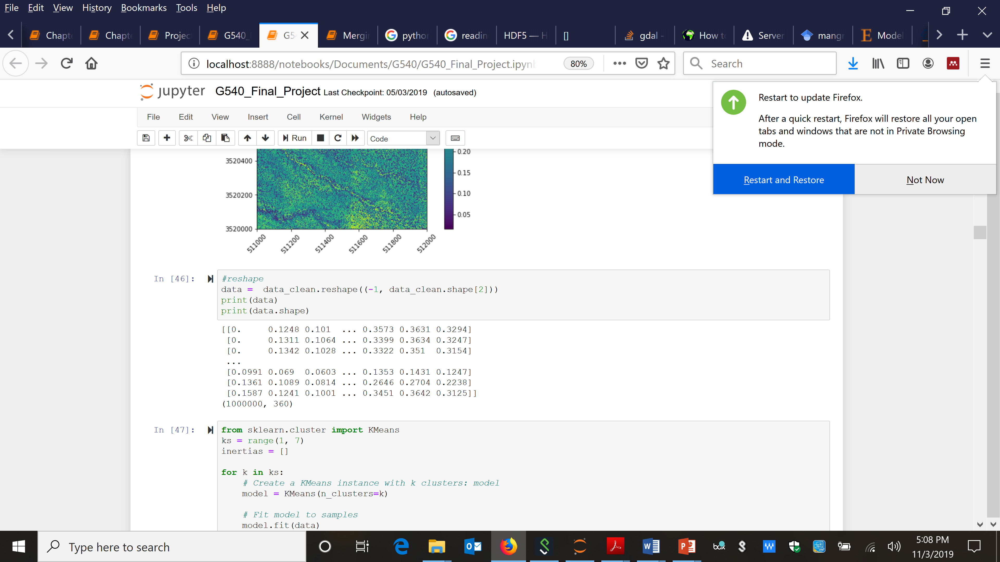 File Edit View History Bookmarks Tools Help
Chapte Chapte Projec G540_ G54 Mergin python readin HDF5 — H [] gdal - How to Server mangr E Model
localhost:8888/notebooks/Documents/G540/G540_Final_Project.ipynb 80% Search
jupyter G540_Final_Project Last Checkpoint: 05/03/2019 (autosaved)
Restart to update Firefox.
After a quick restart, Firefox will restore all your open
tabs and windows that are not in Private Browsing
mode.
Restart and Restore Not Now
File Edit View Insert Cell Kernel Widgets Help
Run Code
3520400
3520200
3520000
511000 511200 511400 511600 511800 512000
0.20
0.15
0.10
0.05
In [46]:
#reshape
data =  data_clean.reshape((-1, data_clean.shape[2]))
print(data)
print(data.shape)
[[0.     0.1248 0.101  ... 0.3573 0.3631 0.3294]
 [0.     0.1311 0.1064 ... 0.3399 0.3634 0.3247]
 [0.     0.1342 0.1028 ... 0.3322 0.351  0.3154]
 ...
 [0.0991 0.069  0.0603 ... 0.1353 0.1431 0.1247]
 [0.1361 0.1089 0.0814 ... 0.2646 0.2704 0.2238]
 [0.1587 0.1241 0.1001 ... 0.3451 0.3642 0.3125]]
(1000000, 360)
In [47]:
from sklearn.cluster import KMeans
ks = range(1, 7)
inertias = []
for k in ks:
    # Create a KMeans instance with k clusters: model
    model = KMeans(n_clusters=k)
    # Fit model to samples
    model.fit(data)
Type here to search
box
5:08 PM
11/3/2019